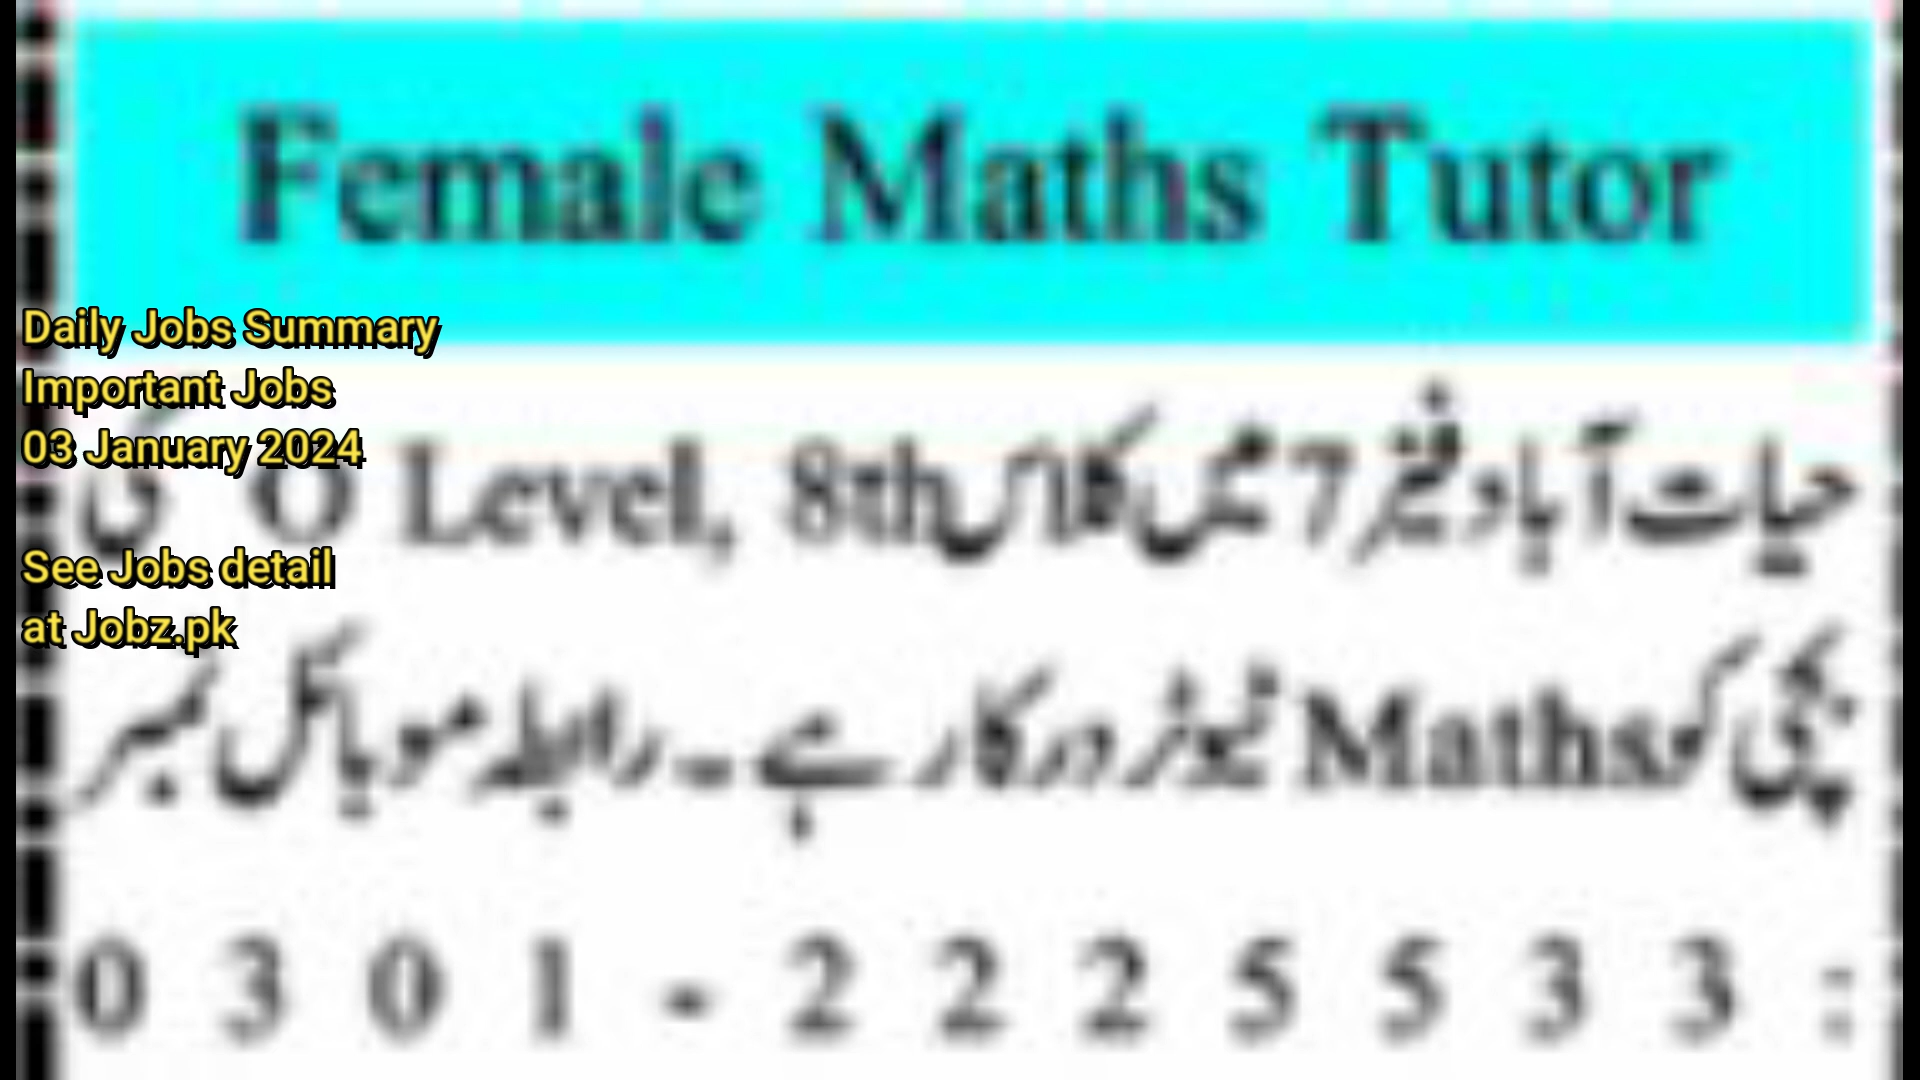 Female Maths Tutor
Daily Jobs Summary
Important Jobs
03 January 2024
See Jobs detail
at Jobz.pk
حیات آباد فیز 7 میں کلاس 8th ,O Level کی
بچی کو Maths ٹیوٹر درکار ہے۔ رابطہ موبائل نمبر
0301-2225533: